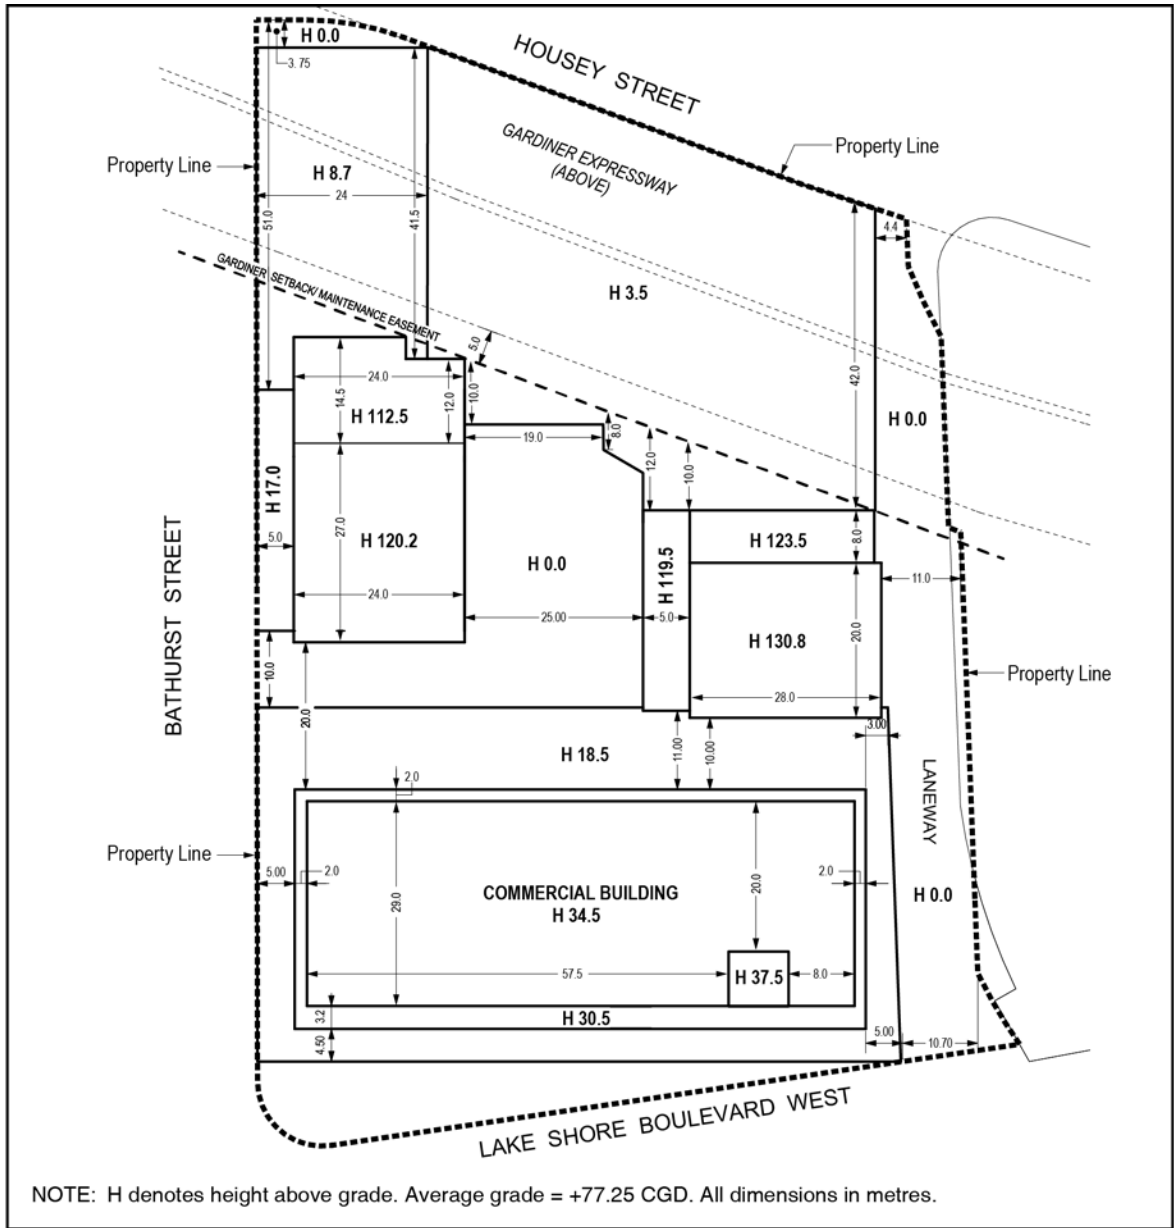 H 0.0
3.75
HOUSEY STREET
GARDINER EXPRESSWAY
(ABOVE)
Property Line
Property Line
H 8.7
24
51.0
41.5
4.4
GARDINER SETBACK/ MAINTENANCE EASEMENT
H 3.5
5.0
42.0
H 0.0
24.0
14.5
12.0
10.0
H 112.5
19.0
8.0
12.0
10.0
H 17.0
5.0
27.0
H 120.2
24.0
H 0.0
25.00
H 119.5
5.0
H 123.5
8.0
11.0
H 130.8
20.0
28.0
BATHURST STREET
10.0
20.0
Property Line
H 18.5
11.00
10.00
3.00
LANEWAY
2.0
Property Line
5.00
2.0
29.0
COMMERCIAL BUILDING
H 34.5
20.0
2.0
H 0.0
57.5
H 37.5
8.0
3.2
H 30.5
4.50
5.00
10.70
LAKE SHORE BOULEVARD WEST
NOTE: H denotes height above grade. Average grade = +77.25 CGD. All dimensions in metres.